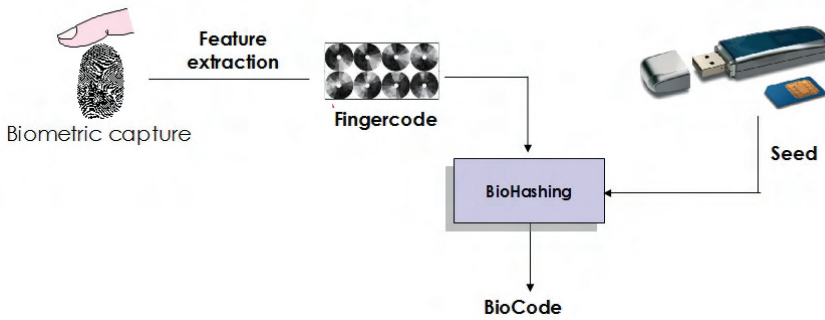 Feature
extraction
Biometric capture
Fingercode
Seed
BioHashing
BioCode